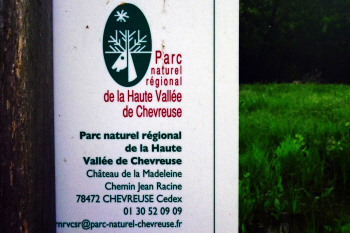 Parc
naturel
régional
de la Haute Vallée
de Chevreuse
Parc naturel régional
de la Haute
Vallée de Chevreuse
Château de la Madeleine
Chemin Jean Racine
78472 CHEVREUSE Cedex
01 30 52 09 09
rnrvcsr@parc-naturel-chevreuse.fr